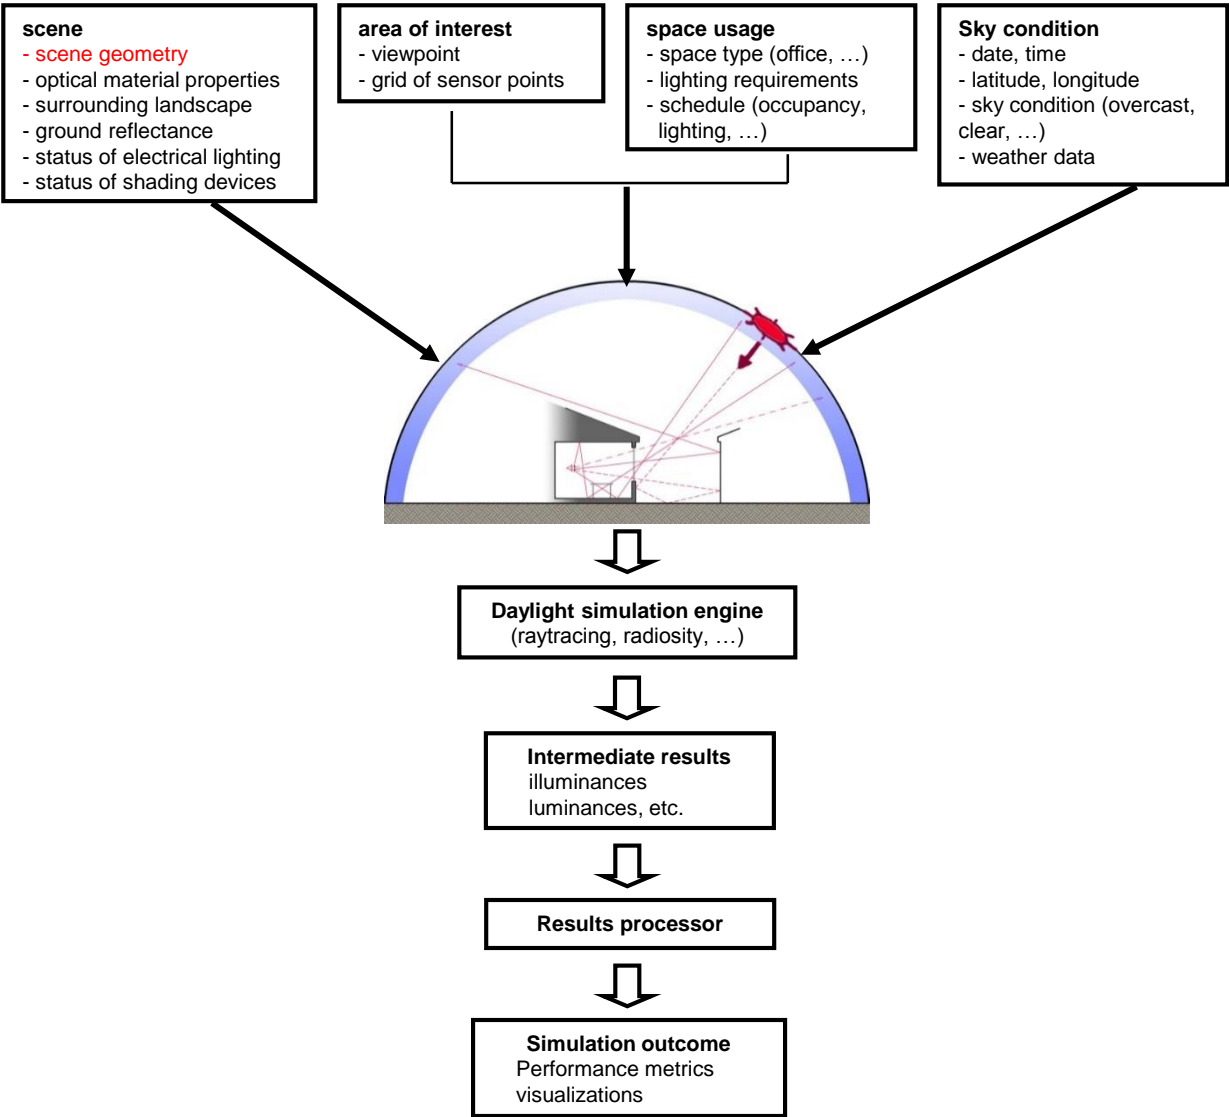 scene
- scene geometry
- optical material properties
- surrounding landscape
- ground reflectance
- status of electrical lighting
- status of shading devices
area of interest
- viewpoint
- grid of sensor points
space usage
- space type (office, …)
- lighting requirements
- schedule (occupancy,
lighting, …)
Sky condition
- date, time
- latitude, longitude
- sky condition (overcast,
clear, …)
- weather data
Daylight simulation engine
(raytracing, radiosity, …)
Intermediate results
illuminances
luminances, etc.
Results processor
Simulation outcome
Performance metrics
visualizations